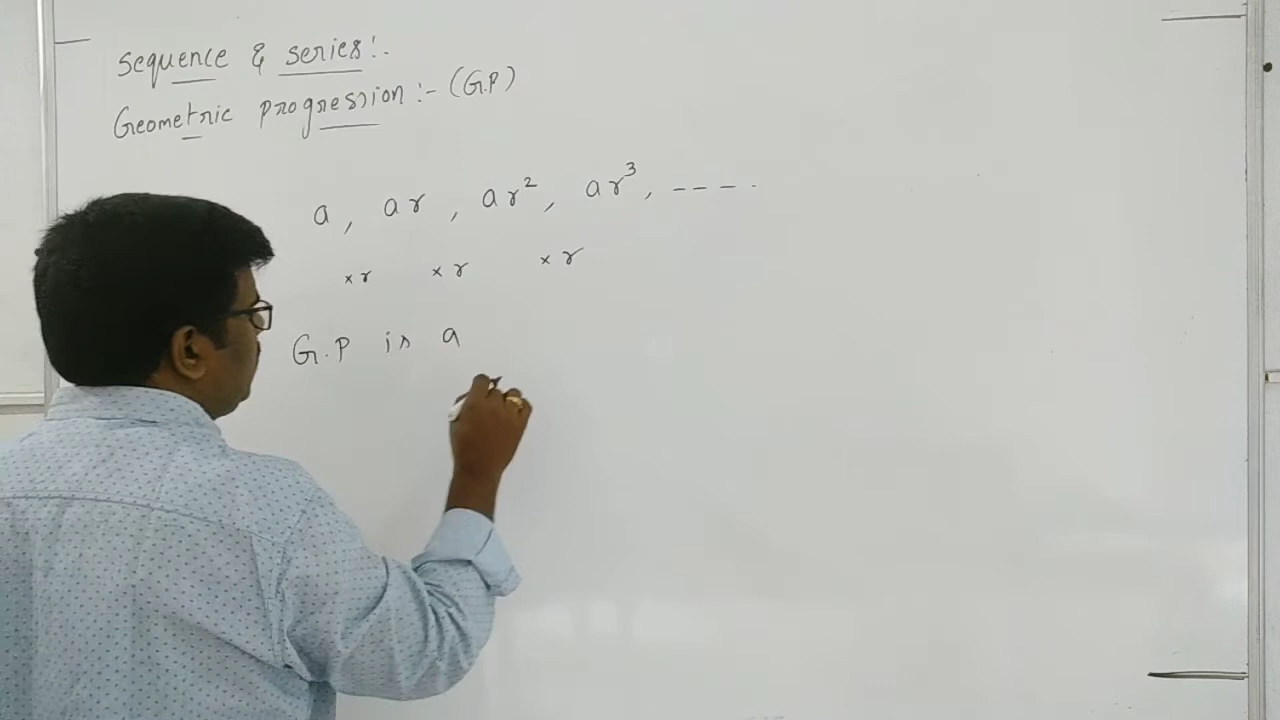 Sequence & series:-
Geometric progression :- (G.P)
a, ar, ar², ar³, ----.
×r ×r ×r
G.P is a